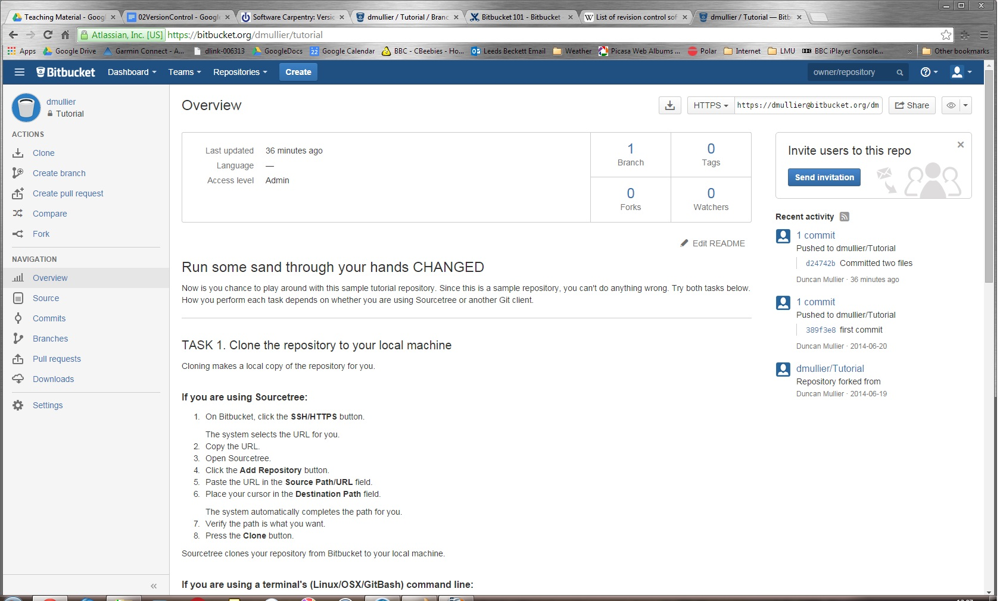 Teaching Material - Googl
02VersionControl - Google
Software Carpentry: Versio
dmullier / Tutorial / Branc
Bitbucket 101 - Bitbucket
List of revision control sof
dmullier / Tutorial — Bitb
Atlassian, Inc. [US] https://bitbucket.org/dmullier/tutorial
Apps Google Drive Garmin Connect - A... dlink-006313 GoogleDocs Google Calendar BBC - CBeebies - Ho... Leeds Beckett Email Weather Picasa Web Albums ... Polar Internet LMU BBC iPlayer Console... » Other bookmarks
Bitbucket Dashboard Teams Repositories Create owner/repository
dmullier
Tutorial
ACTIONS
Clone
Create branch
Create pull request
Compare
Fork
NAVIGATION
Overview
Source
Commits
Branches
Pull requests
Downloads
Settings
«
Overview
HTTPS https://dmullier@bitbucket.org/dm Share
Last updated 36 minutes ago
Language —
Access level Admin
1
Branch
0
Tags
0
Forks
0
Watchers
Edit README
Run some sand through your hands CHANGED
Now is you chance to play around with this sample tutorial repository. Since this is a sample repository, you can't do anything wrong. Try both tasks below.
How you perform each task depends on whether you are using Sourcetree or another Git client.
TASK 1. Clone the repository to your local machine
Cloning makes a local copy of the repository for you.
If you are using Sourcetree:
1. On Bitbucket, click the SSH/HTTPS button.
The system selects the URL for you.
2. Copy the URL.
3. Open Sourcetree.
4. Click the Add Repository button.
5. Paste the URL in the Source Path/URL field.
6. Place your cursor in the Destination Path field.
The system automatically completes the path for you.
7. Verify the path is what you want.
8. Press the Clone button.
Sourcetree clones your repository from Bitbucket to your local machine.
If you are using a terminal's (Linux/OSX/GitBash) command line:
Invite users to this repo
Send invitation
Recent activity
1 commit
Pushed to dmullier/Tutorial
d24742b Committed two files
Duncan Mullier · 36 minutes ago
1 commit
Pushed to dmullier/Tutorial
389f3e8 first commit
Duncan Mullier · 2014-06-20
dmullier/Tutorial
Repository forked from
Duncan Mullier · 2014-06-19